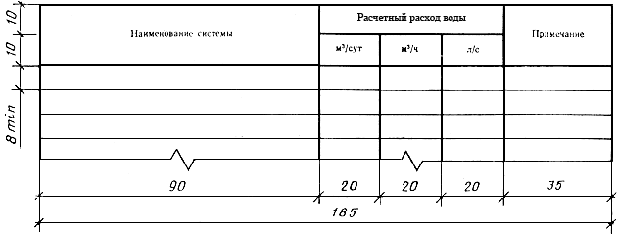 Наименование системы
Расчетный расход воды
Примечание
м³/сут
м³/ч
л/с
10
10
8 min
90
20
20
20
35
185